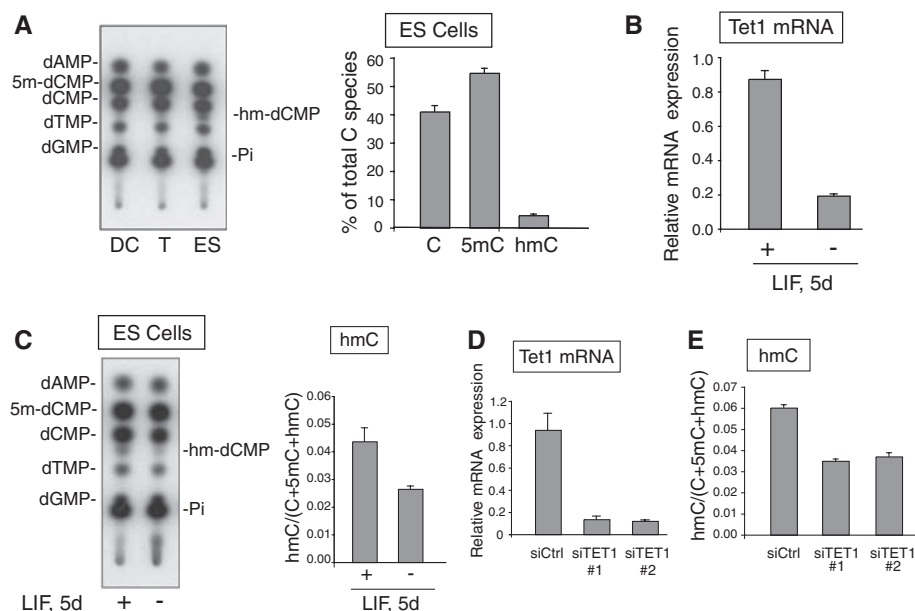 A
dAMP-
5m-dCMP-
dCMP-
dTMP-
dGMP-
-hm-dCMP
-Pi
DC T ES
ES Cells
% of total C species
60
50
40
30
20
10
0
C 5mC hmC
B
Tet1 mRNA
Relative mRNA expression
1.0
0.8
0.6
0.4
0.2
0
+ -
LIF, 5d
C
ES Cells
dAMP-
5m-dCMP-
dCMP-
dTMP-
dGMP-
-hm-dCMP
-Pi
LIF, 5d + -
hmC
hmC/(C+5mC+hmC)
0.06
0.05
0.04
0.03
0.02
0.01
0.00
+ -
LIF, 5d
D
Tet1 mRNA
Relative mRNA expression
1.2
1.0
0.8
0.6
0.4
0.2
0
siCtrl siTET1 siTET1
#1 #2
E
hmC
hmC/(C+5mC+hmC)
0.07
0.06
0.05
0.04
0.03
0.02
0.01
0.00
siCtrl siTET1 siTET1
#1 #2